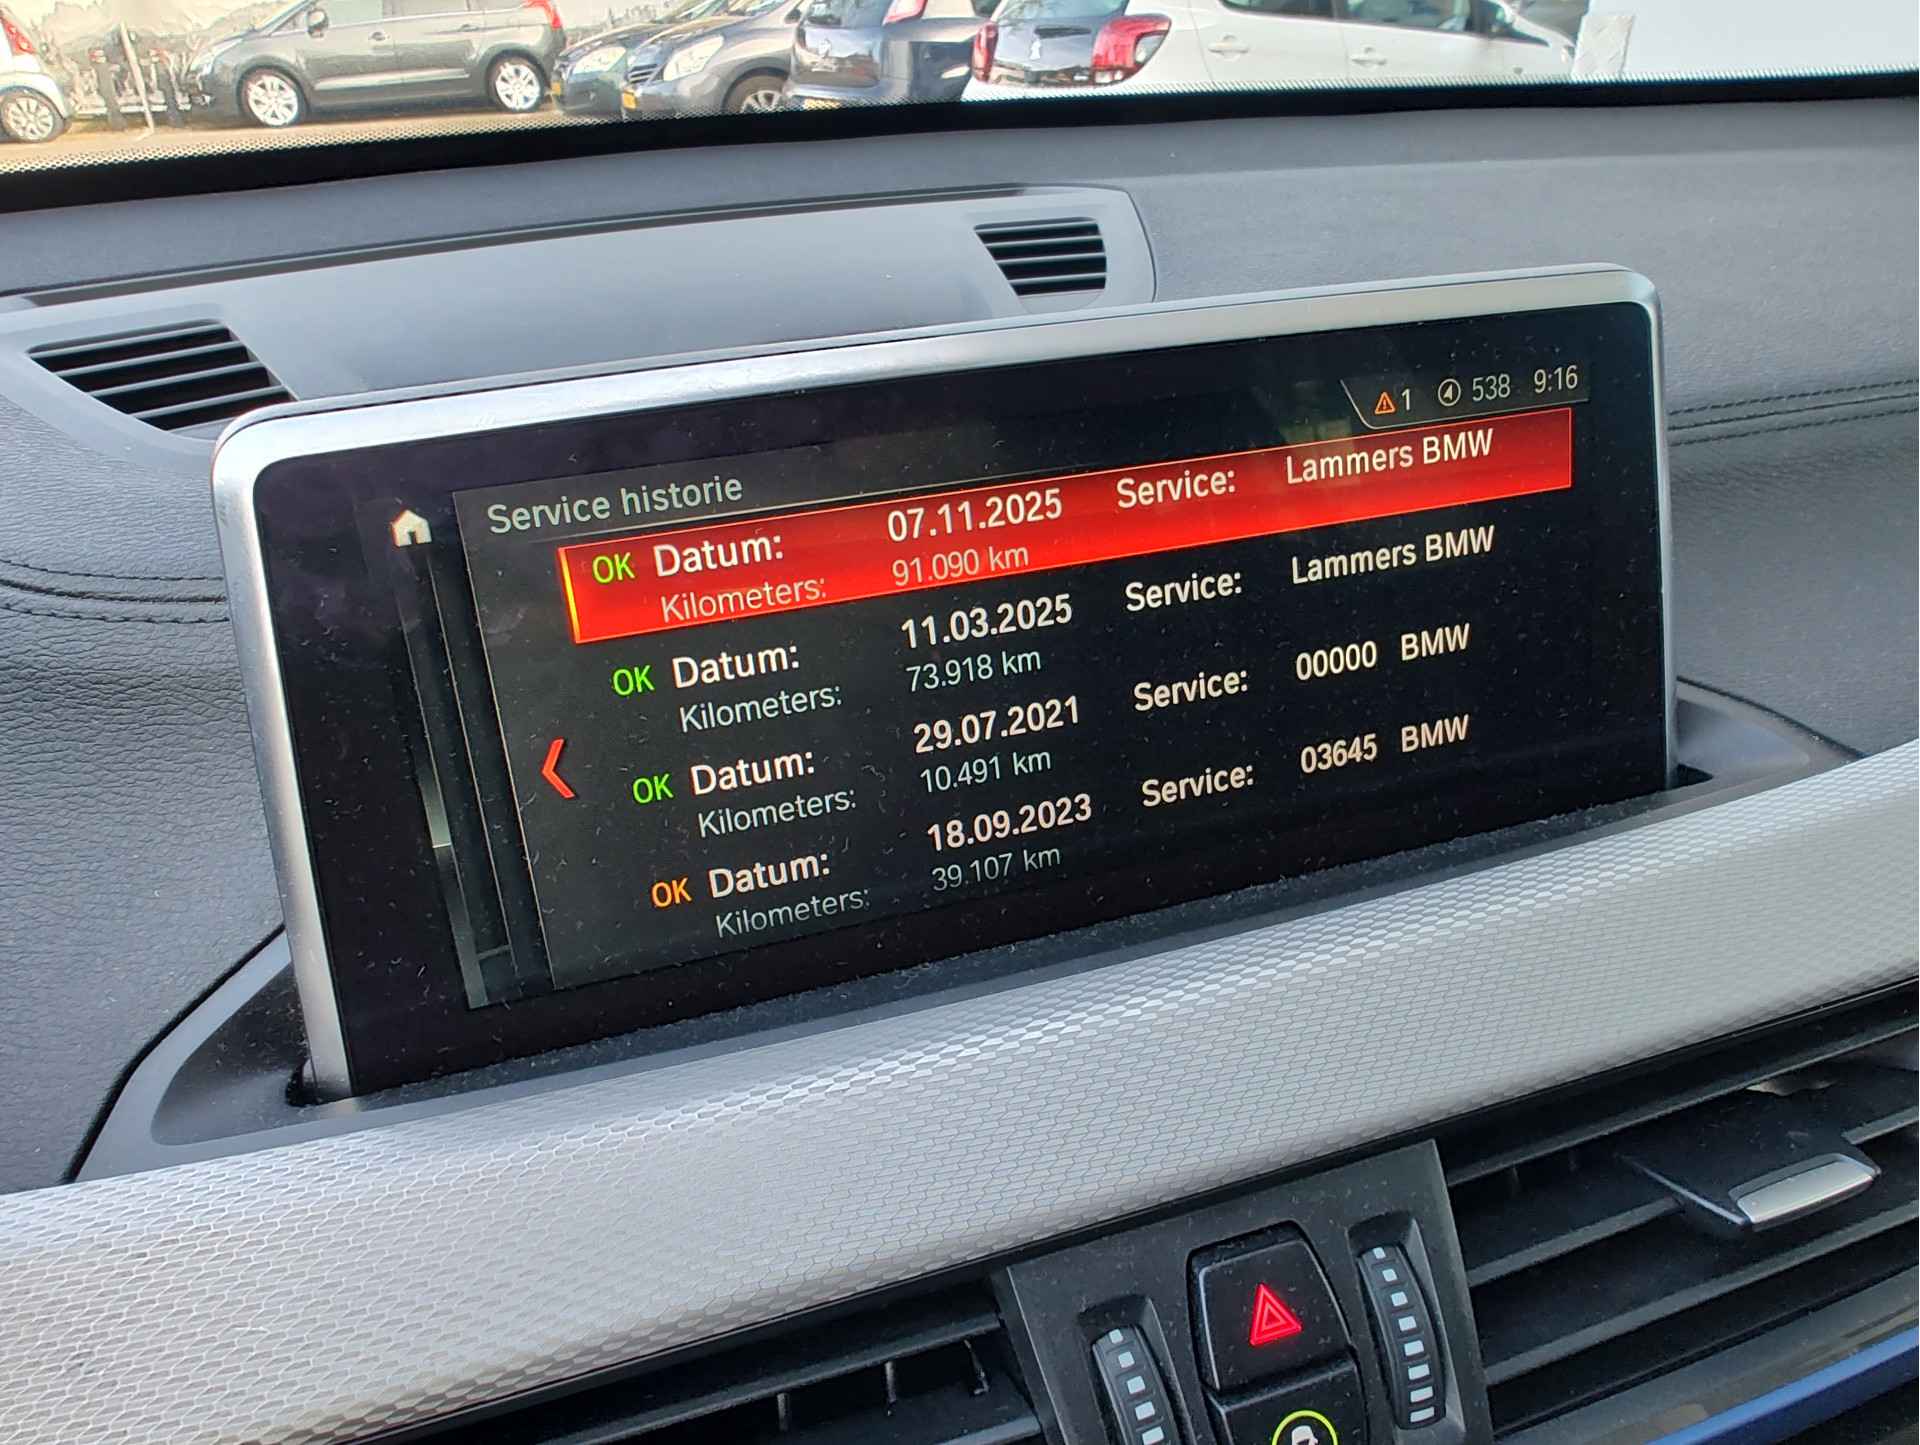 1 538 9:16
Service historie
OK Datum: 07.11.2025 Service: Lammers BMW
Kilometers: 91.090 km
OK Datum: 11.03.2025 Service: Lammers BMW
Kilometers: 73.918 km
OK Datum: 29.07.2021 Service: 00000 BMW
Kilometers: 10.491 km
OK Datum: 18.09.2023 Service: 03645 BMW
Kilometers: 39.107 km